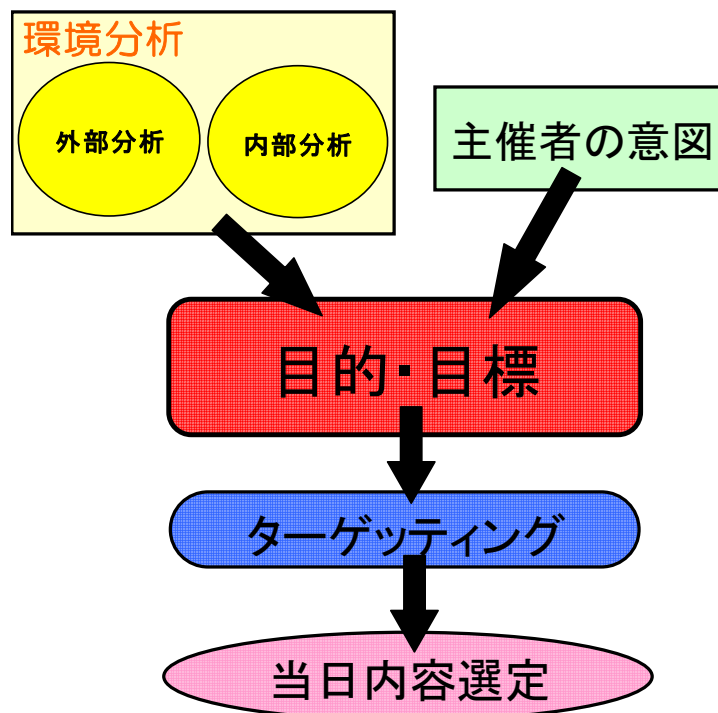 環境分析
外部分析
内部分析
主催者の意図
目的・目標
ターゲッティング
当日内容選定